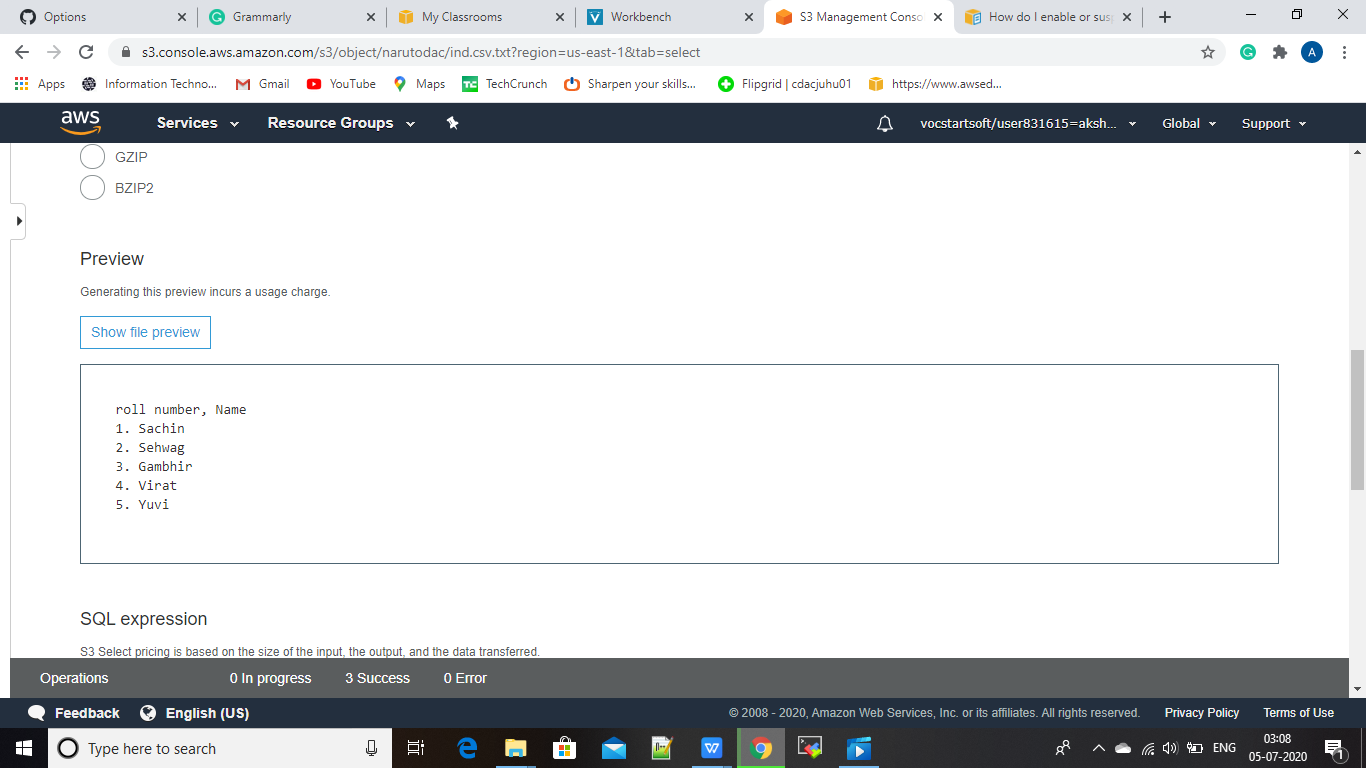 Options
Grammarly
My Classrooms
Workbench
S3 Management Conso
How do I enable or susp
s3.console.aws.amazon.com/s3/object/narutodac/ind.csv.txt?region=us-east-1&tab=select
A
Apps
Information Techno...
Gmail
YouTube
Maps
TechCrunch
Sharpen your skills...
Flipgrid | cdacjuhu01
https://www.awsed...
aws
Services
Resource Groups
vocstartsoft/user831615=aksh...
Global
Support
GZIP
BZIP2
Preview
Generating this preview incurs a usage charge.
Show file preview
roll number, Name
1. Sachin
2. Sehwag
3. Gambhir
4. Virat
5. Yuvi
SQL expression
S3 Select pricing is based on the size of the input, the output, and the data transferred.
Operations
0 In progress
3 Success
0 Error
Feedback
English (US)
© 2008 - 2020, Amazon Web Services, Inc. or its affiliates. All rights reserved.
Privacy Policy
Terms of Use
Type here to search
ENG
03:08
05-07-2020
1